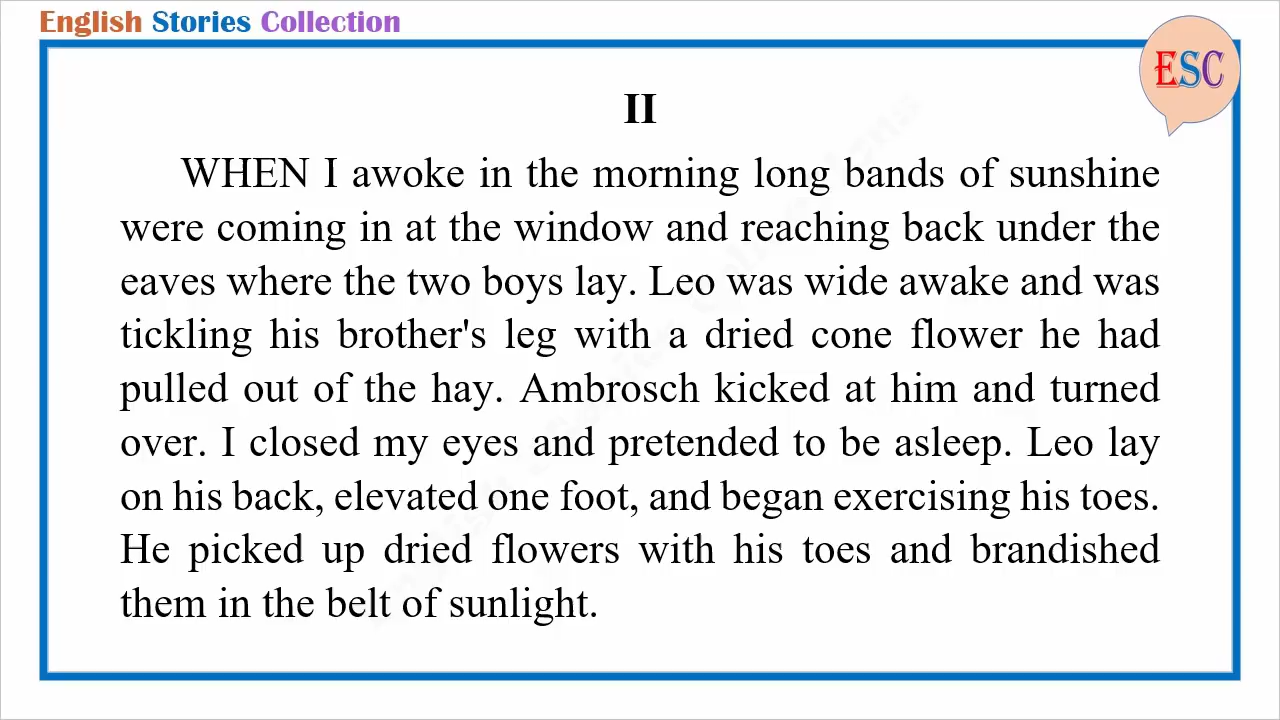 English Stories Collection
ESC
II
WHEN I awoke in the morning long bands of sunshine
were coming in at the window and reaching back under the
eaves where the two boys lay. Leo was wide awake and was
tickling his brother's leg with a dried cone flower he had
pulled out of the hay. Ambrosch kicked at him and turned
over. I closed my eyes and pretended to be asleep. Leo lay
on his back, elevated one foot, and began exercising his toes.
He picked up dried flowers with his toes and brandished
them in the belt of sunlight.